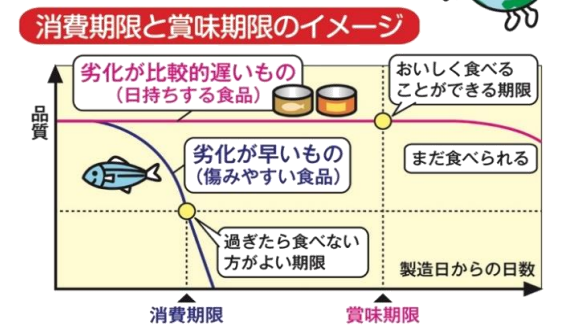 消費期限と賞味期限のイメージ
劣化が比較的遅いもの
（日持ちする食品）
おいしく食べる
ことができる期限
品質
劣化が早いもの
（傷みやすい食品）
まだ食べられる
過ぎたら食べない
方がよい期限
製造日からの日数
消費期限
賞味期限